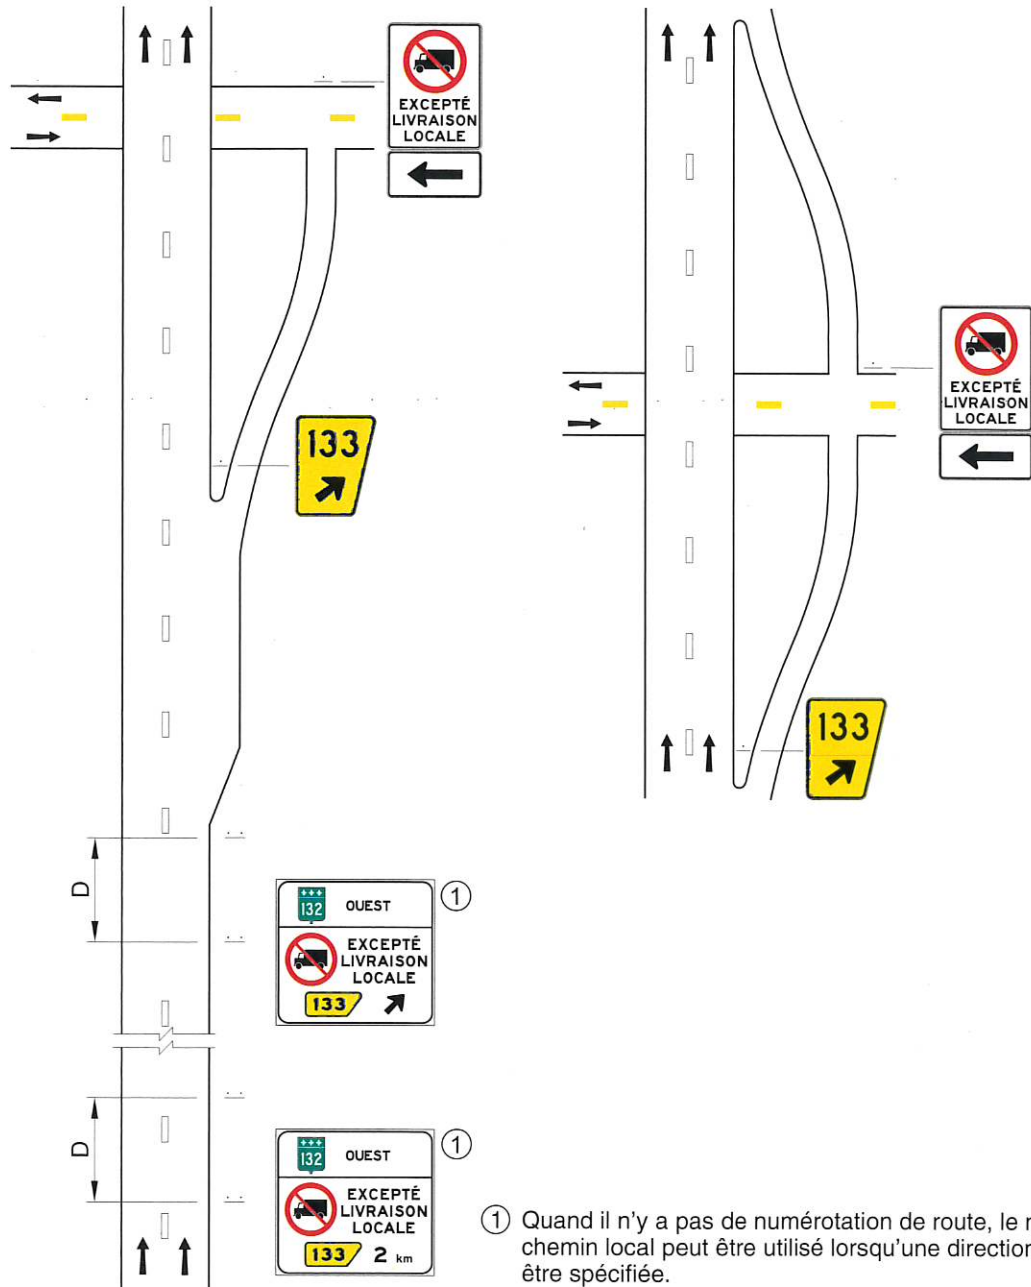 EXCEPTÉ
LIVRAISON
LOCALE
133
EXCEPTÉ
LIVRAISON
LOCALE
133
D
132 OUEST
EXCEPTÉ
LIVRAISON
LOCALE
133
1
D
132 OUEST
EXCEPTÉ
LIVRAISON
LOCALE
133 2 km
1
1 Quand il n'y a pas de numérotation de route, le
chemin local peut être utilisé lorsqu'une direction
être spécifiée.